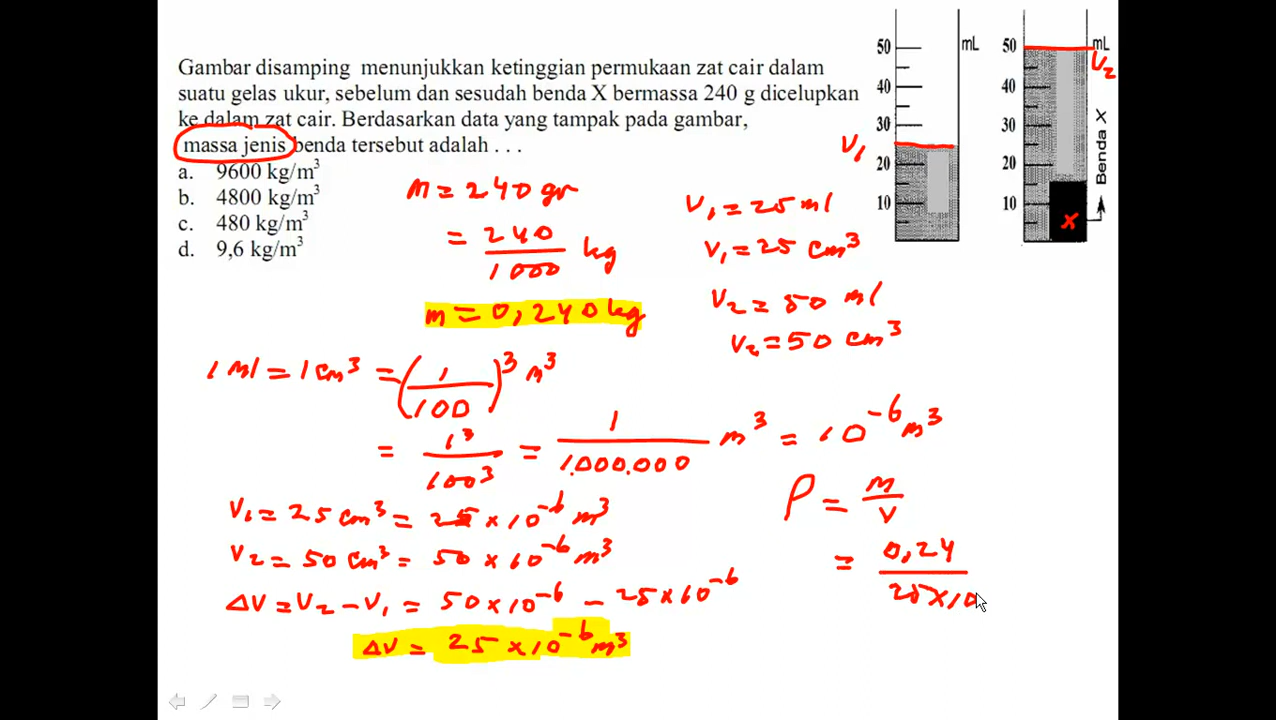 Gambar disamping menunjukkan ketinggian permukaan zat cair dalam
suatu gelas ukur, sebelum dan sesudah benda X bermassa 240 g dicelupkan
ke dalam zat cair. Berdasarkan data yang tampak pada gambar,
massa jenis benda tersebut adalah . . .
a. 9600 kg/m³
b. 4800 kg/m³
c. 480 kg/m³
d. 9,6 kg/m³
50 mL
40
30
20
10
V₁
50 mL
40
30
20
10
V₂
X
Benda X
m = 240 gr
= 240/1000 kg
m = 0,240 kg
V₁ = 25 ml
V₁ = 25 cm³
V₂ = 50 ml
V₂ = 50 cm³
1 ml = 1 cm³ = (1/100)³ m³
= 1³/100³ = 1/1.000.000 m³ = 10⁻⁶ m³
V₁ = 25 cm³ = 25 × 10⁻⁶ m³
V₂ = 50 cm³ = 50 × 10⁻⁶ m³
ΔV = V₂ − V₁ = 50 × 10⁻⁶ − 25 × 10⁻⁶
ΔV = 25 × 10⁻⁶ m³
ρ = m/V
= 0,24/25 × 10